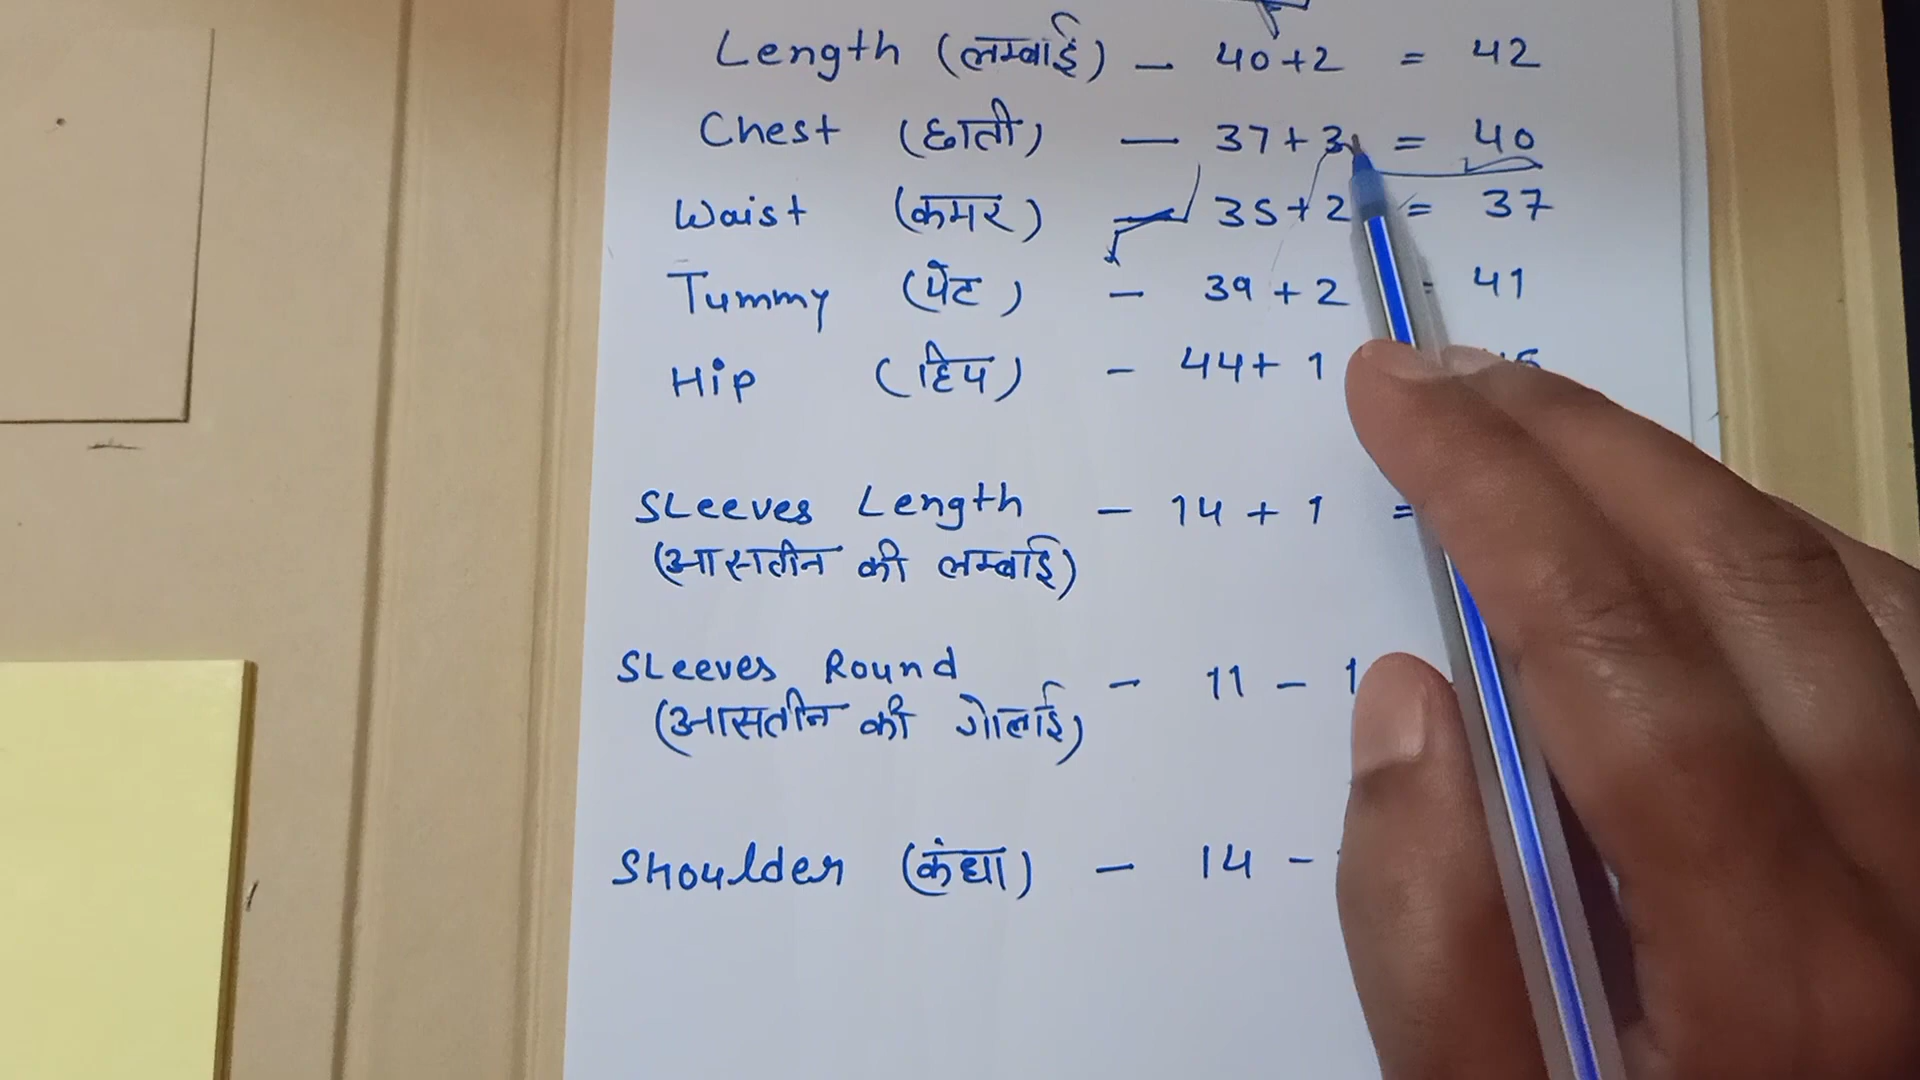 Length (लम्बाई) - 40+2 = 42
Chest (छाती) - 37+3 = 40
Waist (कमर) - 35+2 = 37
Tummy (पेट) - 39+2 = 41
Hip (हिप) - 44+1
Sleeves Length - 14+1 =
(आसतीन की लम्बाई)
Sleeves Round - 11 - 1
(आसतीन की गोलाई)
Shoulder (कंधा) - 14 -